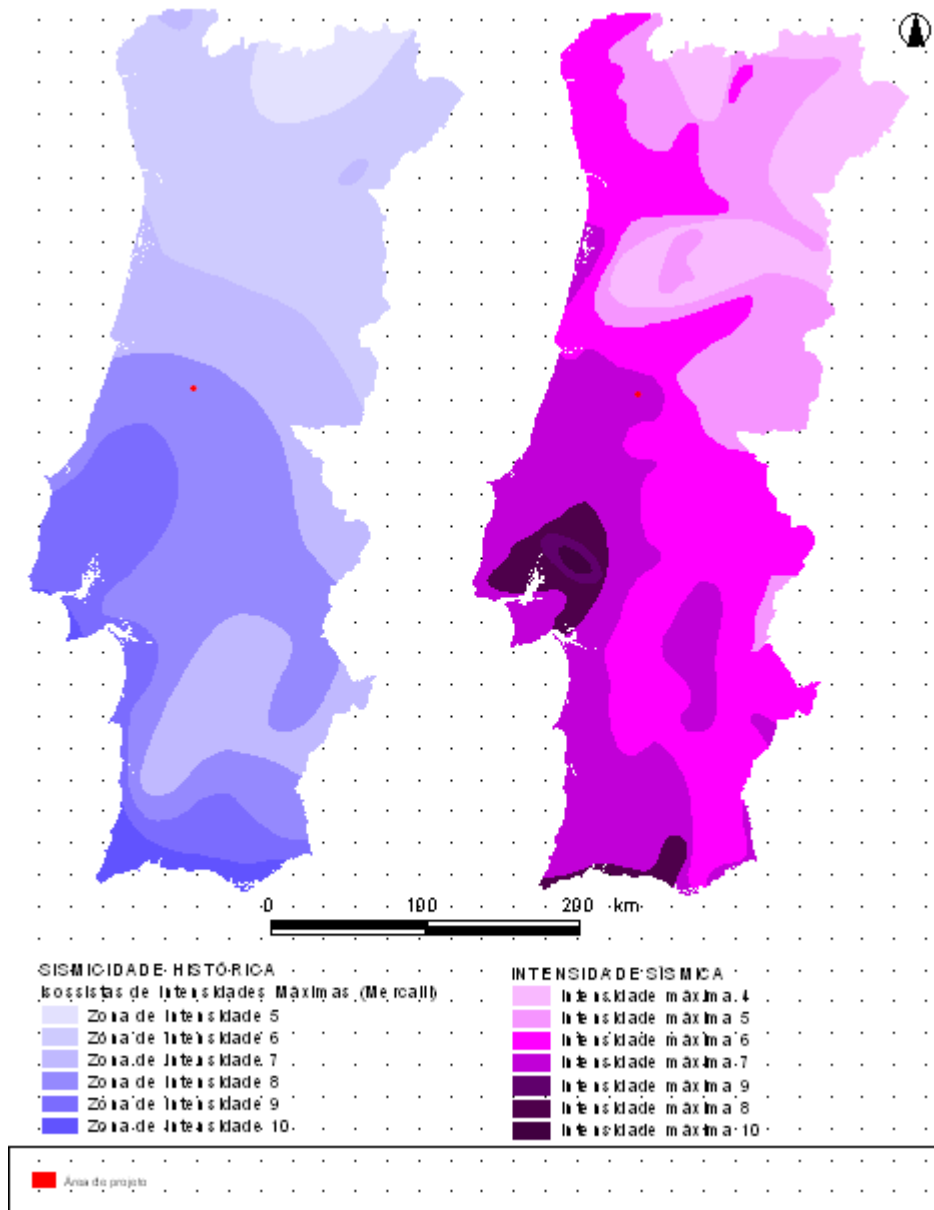 0 100 200 km
SISMICIDADE HISTÓRICA
Isossistas de Intensidades Máximas (Mercalli)
Zona de Intensidade 5
Zona de Intensidade 6
Zona de Intensidade 7
Zona de Intensidade 8
Zona de Intensidade 9
Zona de Intensidade 10
INTENSIDADE SÍSMICA
Intensidade máxima 4
Intensidade máxima 5
Intensidade máxima 6
Intensidade máxima 7
Intensidade máxima 9
Intensidade máxima 8
Intensidade máxima 10
Área do projeto